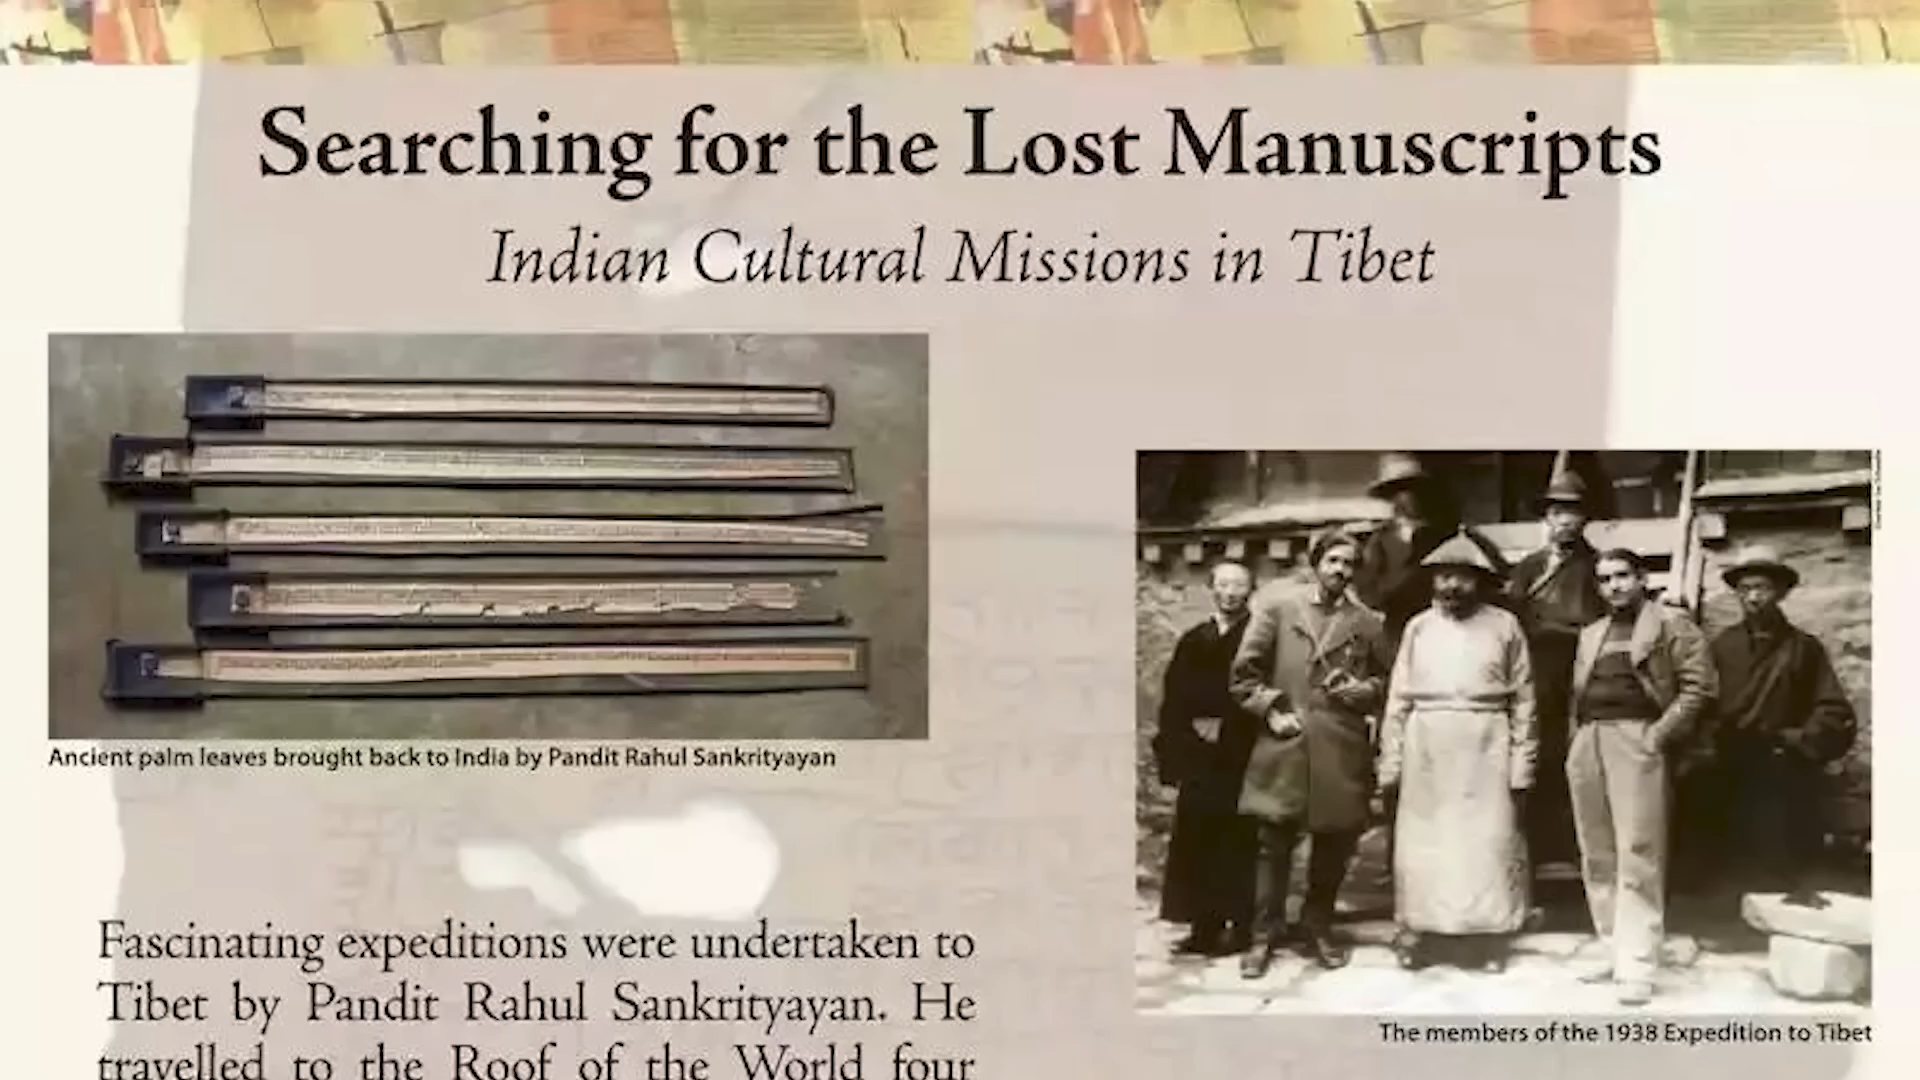 Searching for the Lost Manuscripts
Indian Cultural Missions in Tibet
Ancient palm leaves brought back to India by Pandit Rahul Sankrityayan
Fascinating expeditions were undertaken to
Tibet by Pandit Rahul Sankrityayan. He
travelled to the Roof of the World four
The members of the 1938 Expedition to Tibet